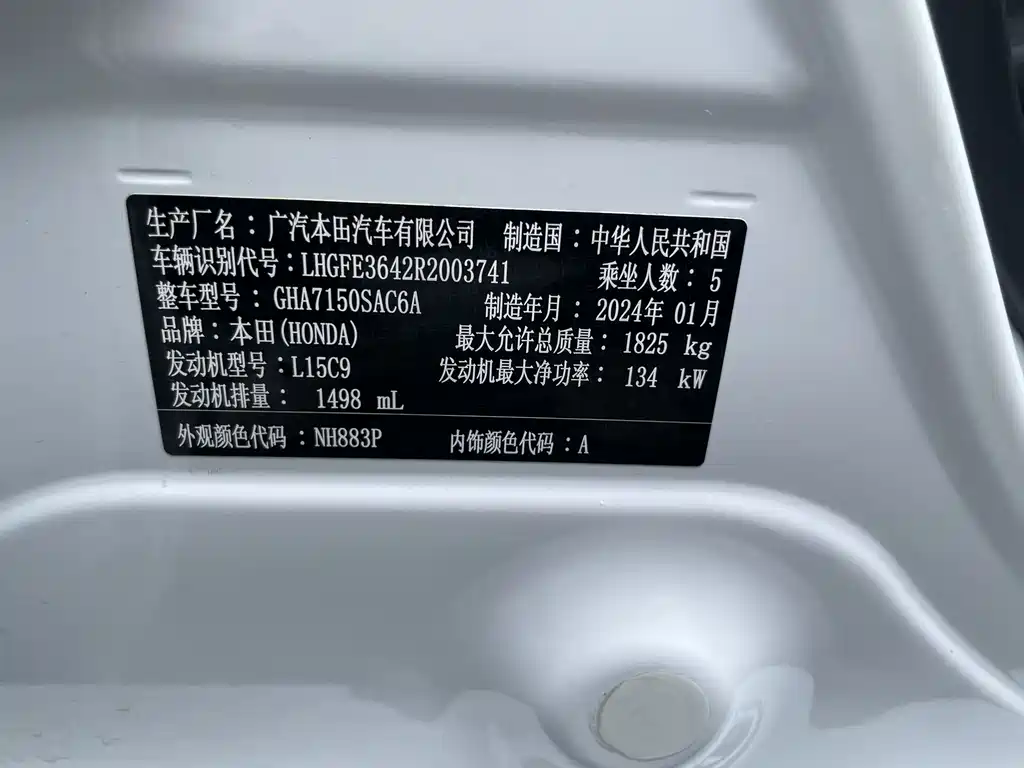 生产厂名：广汽本田汽车有限公司 制造国：中华人民共和国
车辆识别代号：LHGFE3642R2003741 乘坐人数：5
整车型号：GHA7150SAC6A 制造年月：2024年 01月
品牌：本田(HONDA) 最大允许总质量：1825 kg
发动机型号：L15C9 发动机最大净功率：134 kW
发动机排量：1498 mL
外观颜色代码：NH883P 内饰颜色代码：A